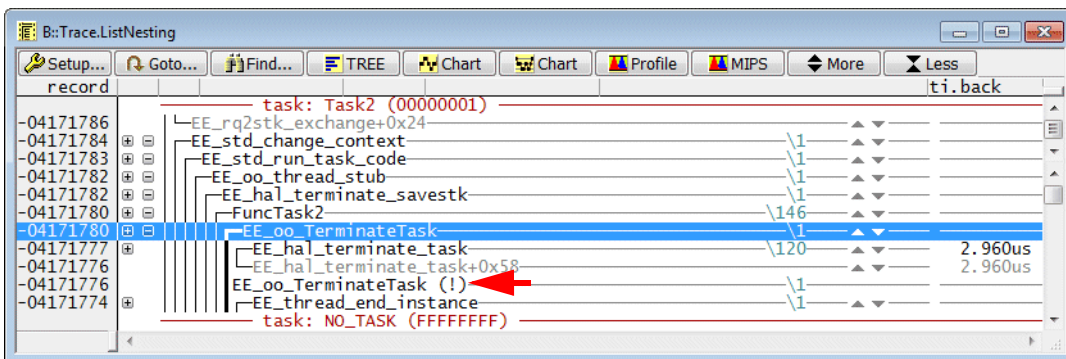 B::Trace.ListNesting
Setup... Goto... Find... TREE Chart Chart Profile MIPS More Less
record ti.back
task: Task2 (00000001)
-04171786 EE_rq2stk_exchange+0x24
-04171784 EE_std_change_context \1
-04171783 EE_std_run_task_code \1
-04171782 EE_oo_thread_stub \1
-04171782 EE_hal_terminate_savestk \1
-04171780 FuncTask2 \146
-04171780 EE_oo_TerminateTask \1
-04171777 EE_hal_terminate_task \120 2.960us
-04171776 EE_hal_terminate_task+0x58 2.960us
-04171776 EE_oo_TerminateTask (!) \1
-04171774 EE_thread_end_instance \1
task: NO_TASK (FFFFFFFF)